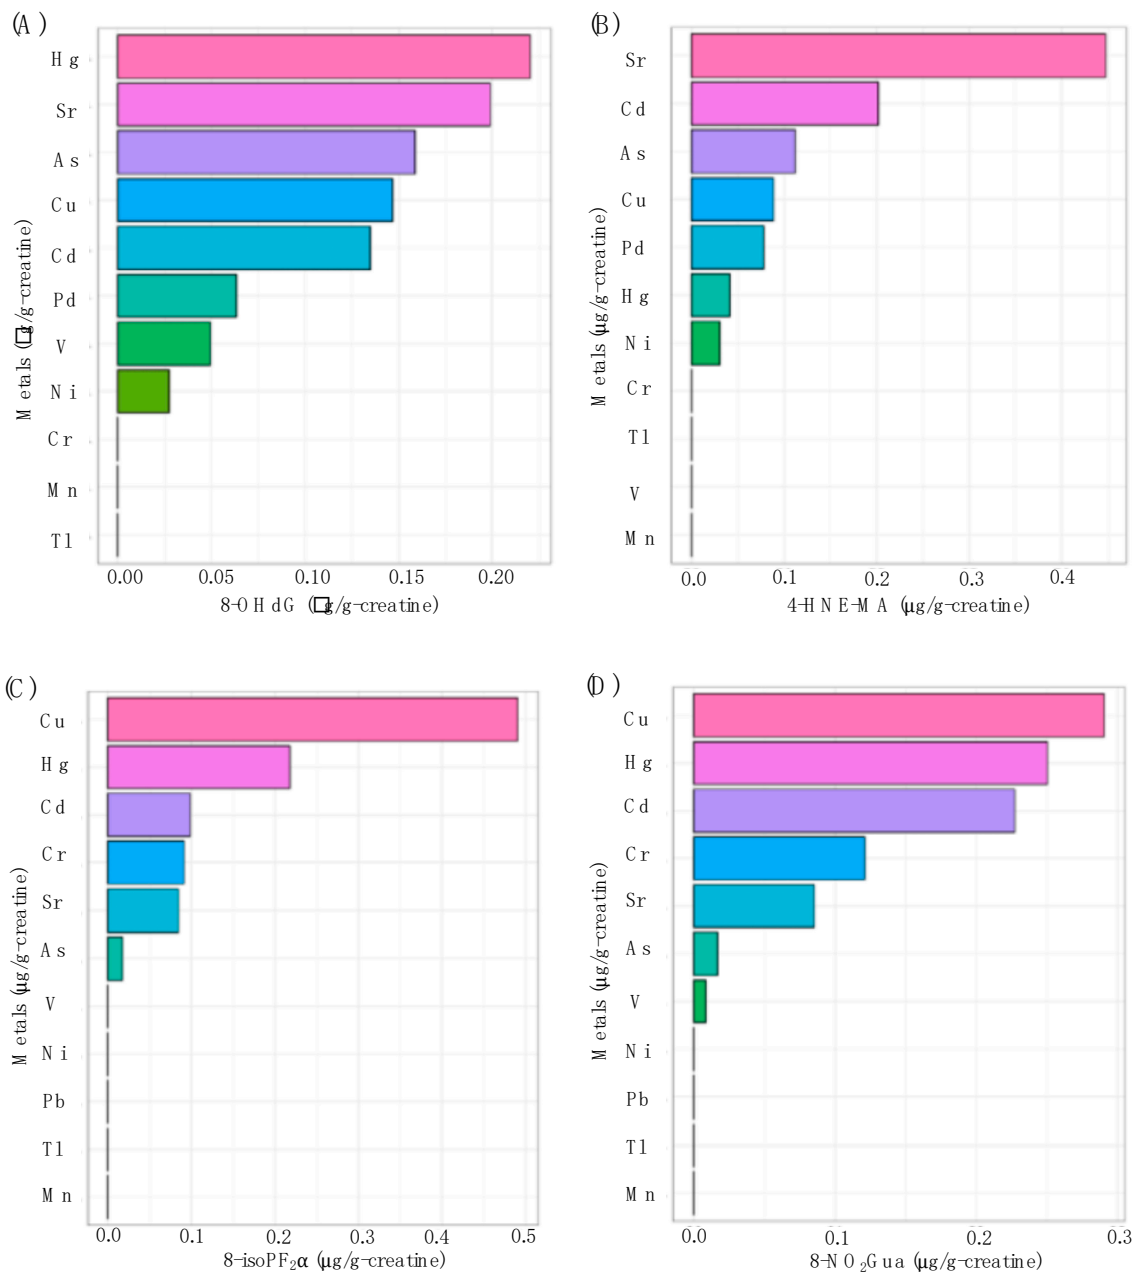 (A)
Metals (□g/g-creatine)
Hg
Sr
As
Cu
Cd
Pd
V
Ni
Cr
Mn
Tl
0.00 0.05 0.10 0.15 0.20
8-OHdG (□g/g-creatine)
(B)
Metals (μg/g-creatine)
Sr
Cd
As
Cu
Pd
Hg
Ni
Cr
Tl
V
Mn
0.0 0.1 0.2 0.3 0.4
4-HNE-MA (μg/g-creatine)
(C)
Metals (μg/g-creatine)
Cu
Hg
Cd
Cr
Sr
As
V
Ni
Pb
Tl
Mn
0.0 0.1 0.2 0.3 0.4 0.5
8-isoPF₂α (μg/g-creatine)
(D)
Metals (μg/g-creatine)
Cu
Hg
Cd
Cr
Sr
As
V
Ni
Pb
Tl
Mn
0.0 0.1 0.2 0.3
8-NO₂Gua (μg/g-creatine)